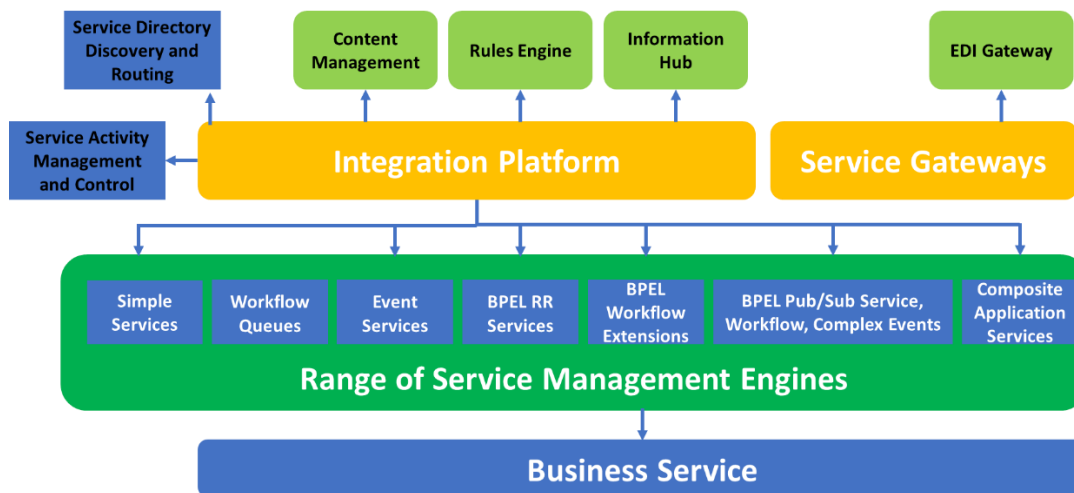 Service Directory
Discovery and
Routing
Content
Management
Rules Engine
Information
Hub
EDI Gateway
Service Activity
Management
and Control
Integration Platform
Service Gateways
Simple
Services
Workflow
Queues
Event
Services
BPEL RR
Services
BPEL
Workflow
Extensions
BPEL Pub/Sub Service,
Workflow, Complex Events
Composite
Application
Services
Range of Service Management Engines
Business Service